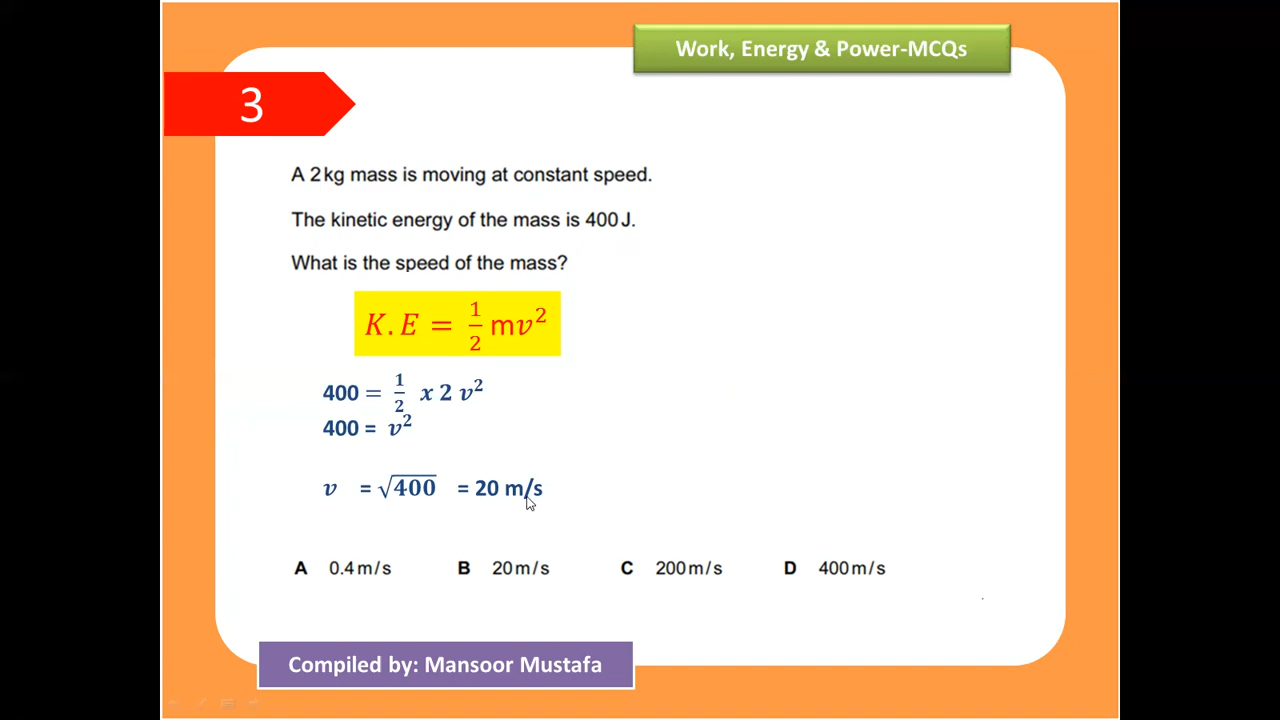 Work, Energy & Power-MCQs
3
A 2 kg mass is moving at constant speed.
The kinetic energy of the mass is 400 J.
What is the speed of the mass?
K.E = 1/2 mv²
400 = 1/2 x 2 v²
400 = v²
v = √400 = 20 m/s
A 0.4 m/s B 20 m/s C 200 m/s D 400 m/s
Compiled by: Mansoor Mustafa